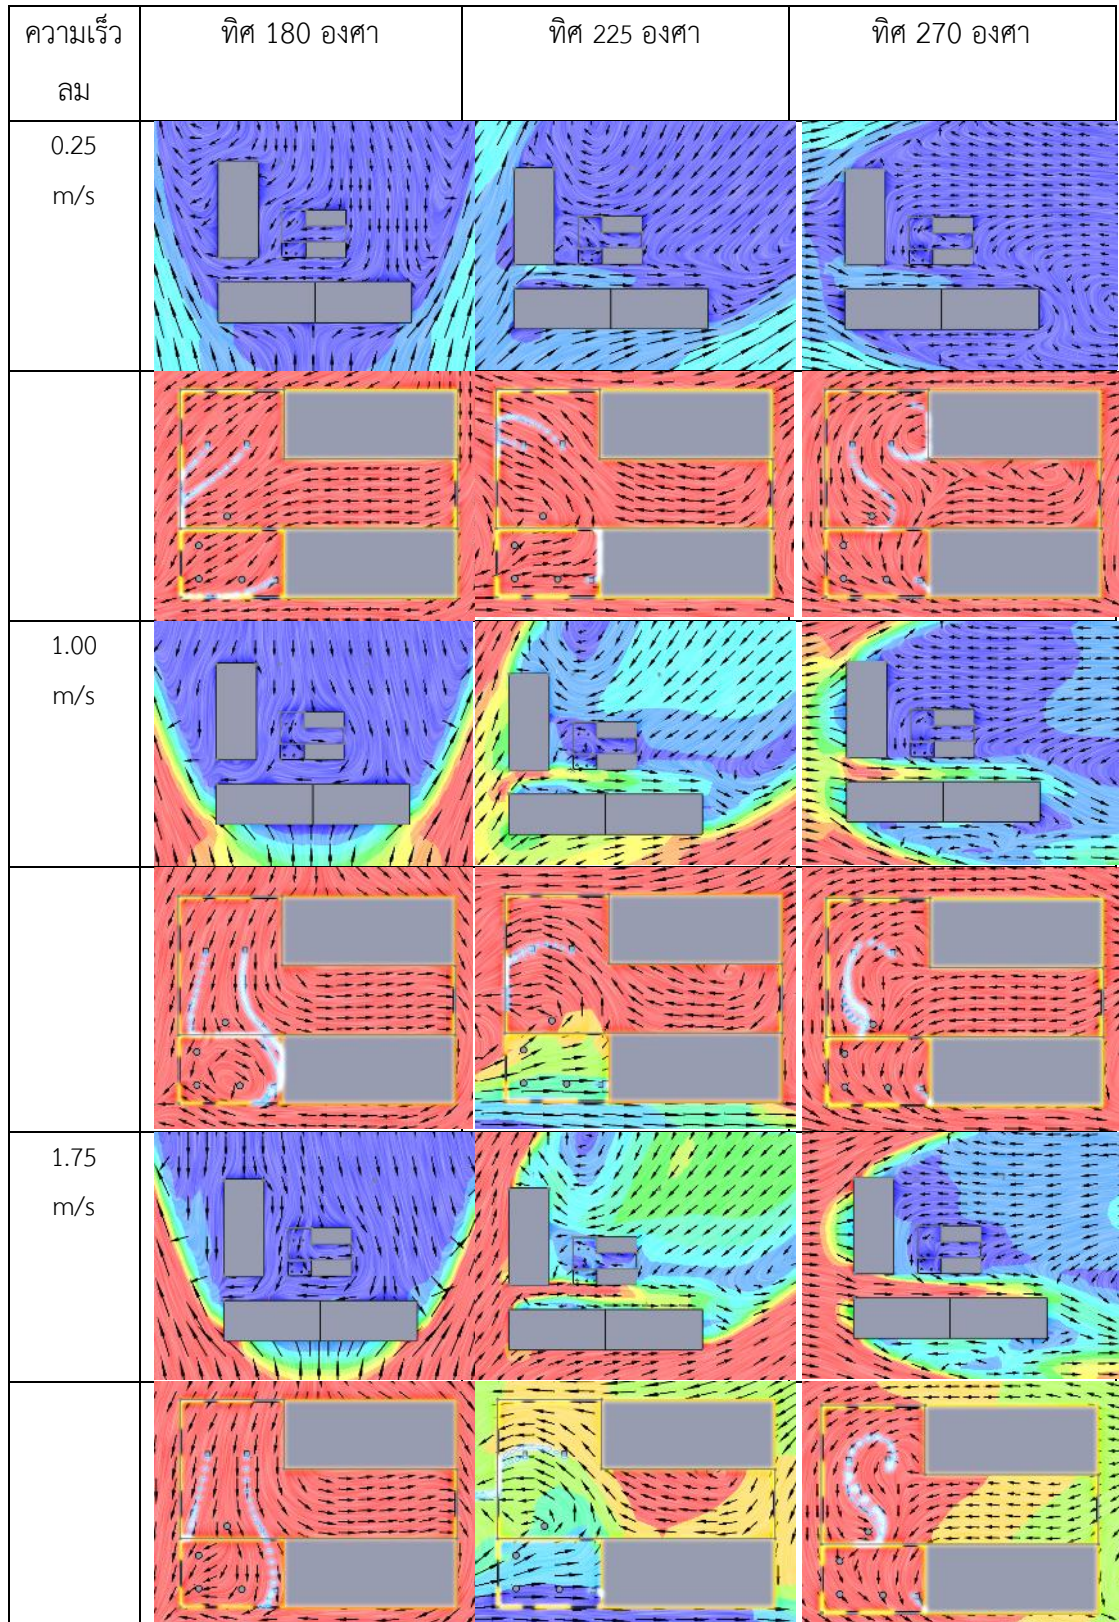 ความเร็ว
ลม
ทิศ 180 องศา
ทิศ 225 องศา
ทิศ 270 องศา
0.25
m/s
1.00
m/s
1.75
m/s